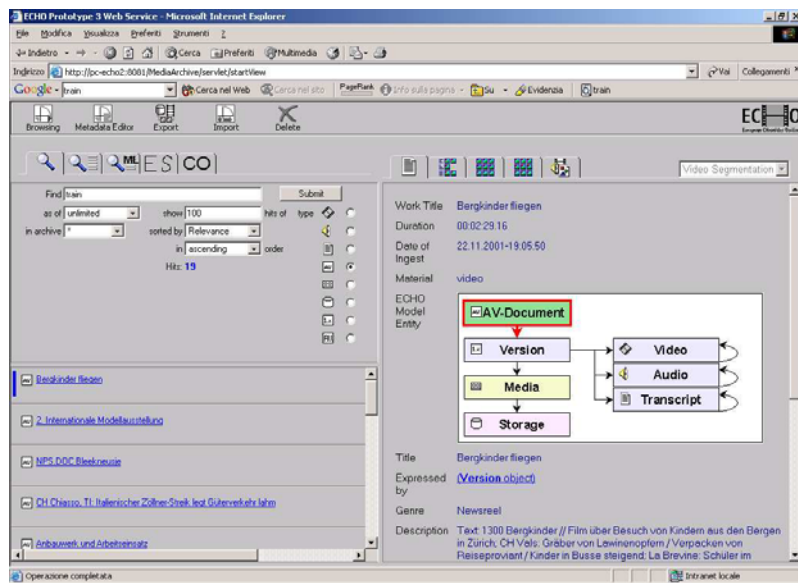 ECHO Prototype 3 Web Service - Microsoft Internet Explorer
File Modifica Visualizza Preferiti Strumenti ?
Indietro Cerca Preferiti Multimedia
Indirizzo http://pc-echo2:8081/MediaArchive/servlet/startView Vai Collegamenti
Google train Cerca nel Web Cerca nel sito PageRank Info sulla pagina Su Evidenzia train
Browsing Metadata Editor Export Import Delete
ECHO
ML ES CO
Video Segmentation
Find train Submit
as of unlimited show 100 hits of type
in archive * sorted by Relevance
in ascending order
Hits: 19
Bergkinder fliegen
2. Internationale Modellausstellung
NPS DOC Bleekneusie
CH Chiasso, TI: Italienischer Zöllner-Streik legt Güterverkehr lahm
Anbauwerk und Arbeitseinsatz
Work Title Bergkinder fliegen
Duration 00:02:29.16
Date of Ingest 22.11.2001-19:05.50
Material video
ECHO Model Entity
AV-Document
Version Video
Media Audio
Transcript
Storage
Title Bergkinder fliegen
Expressed by (Version object)
Genre Newsreel
Description Text: 1300 Bergkinder // Film über Besuch von Kindern aus den Bergen
in Zürich; CH Vals: Gräber von Lawinenopfern / Verpacken von
Reiseproviant / Kinder in Busse steigend; La Brevine: Schüler im
Operazione completata Intranet locale